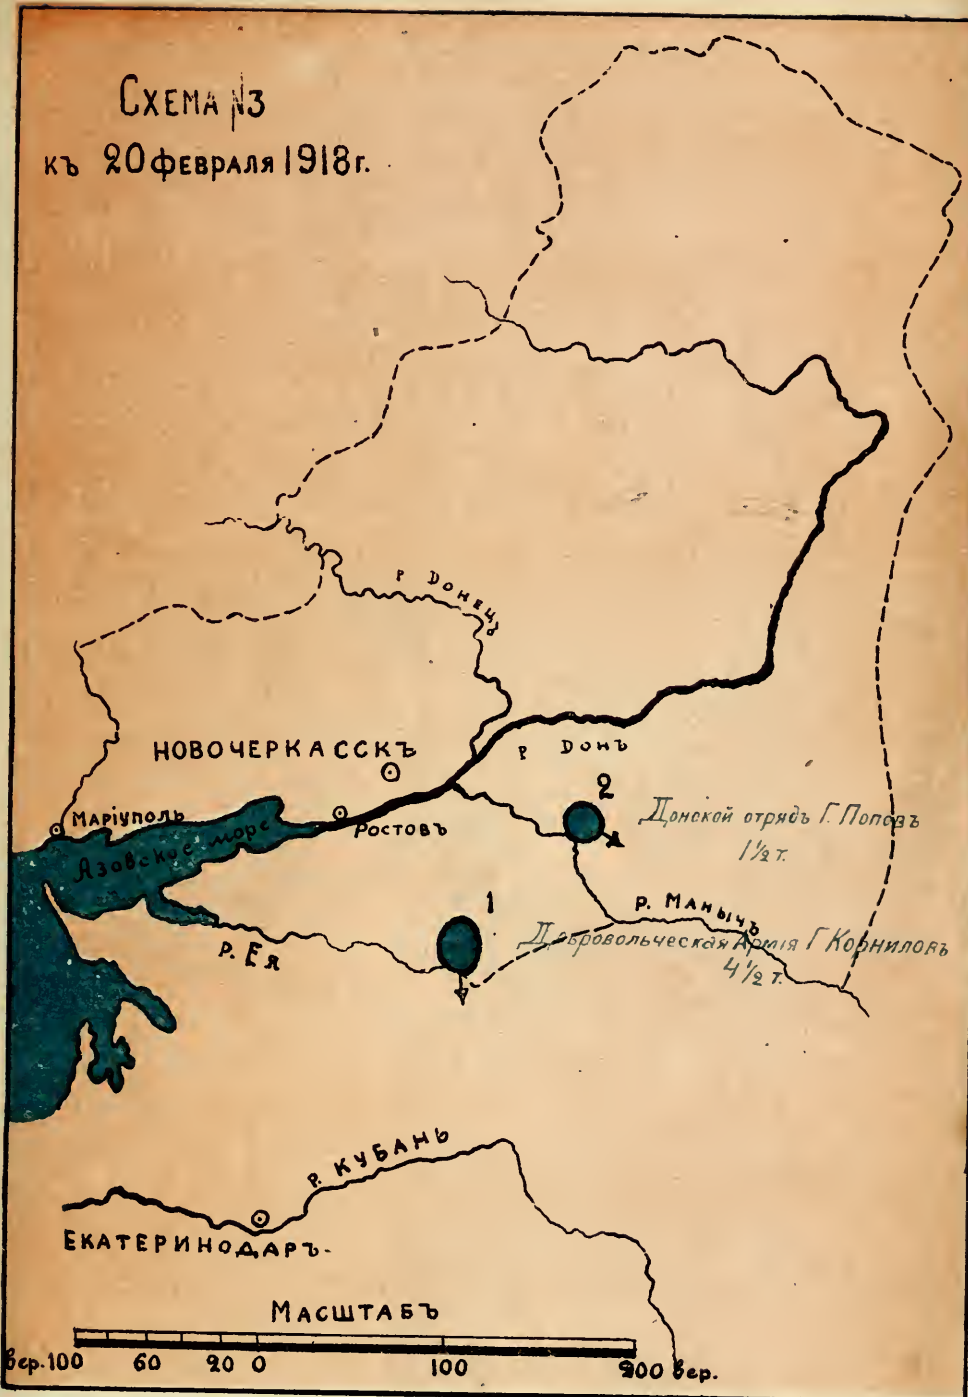 Схема №3
къ 20 февраля 1918г.
р Донецъ
НОВОЧЕРКАССКЪ
р Донъ
Маріуполь
Ростовъ
Азовское море
2
Донской отрядъ Г. Поповъ
1½ т.
1
р. Манычъ
Добровольческая Армія Г Корниловъ
4½ т.
р. Ея
р. КУБАНЬ
ЕКАТЕРИНОДАРЪ-
Масштабъ
вер. 100 60 20 0 100 200 вер.